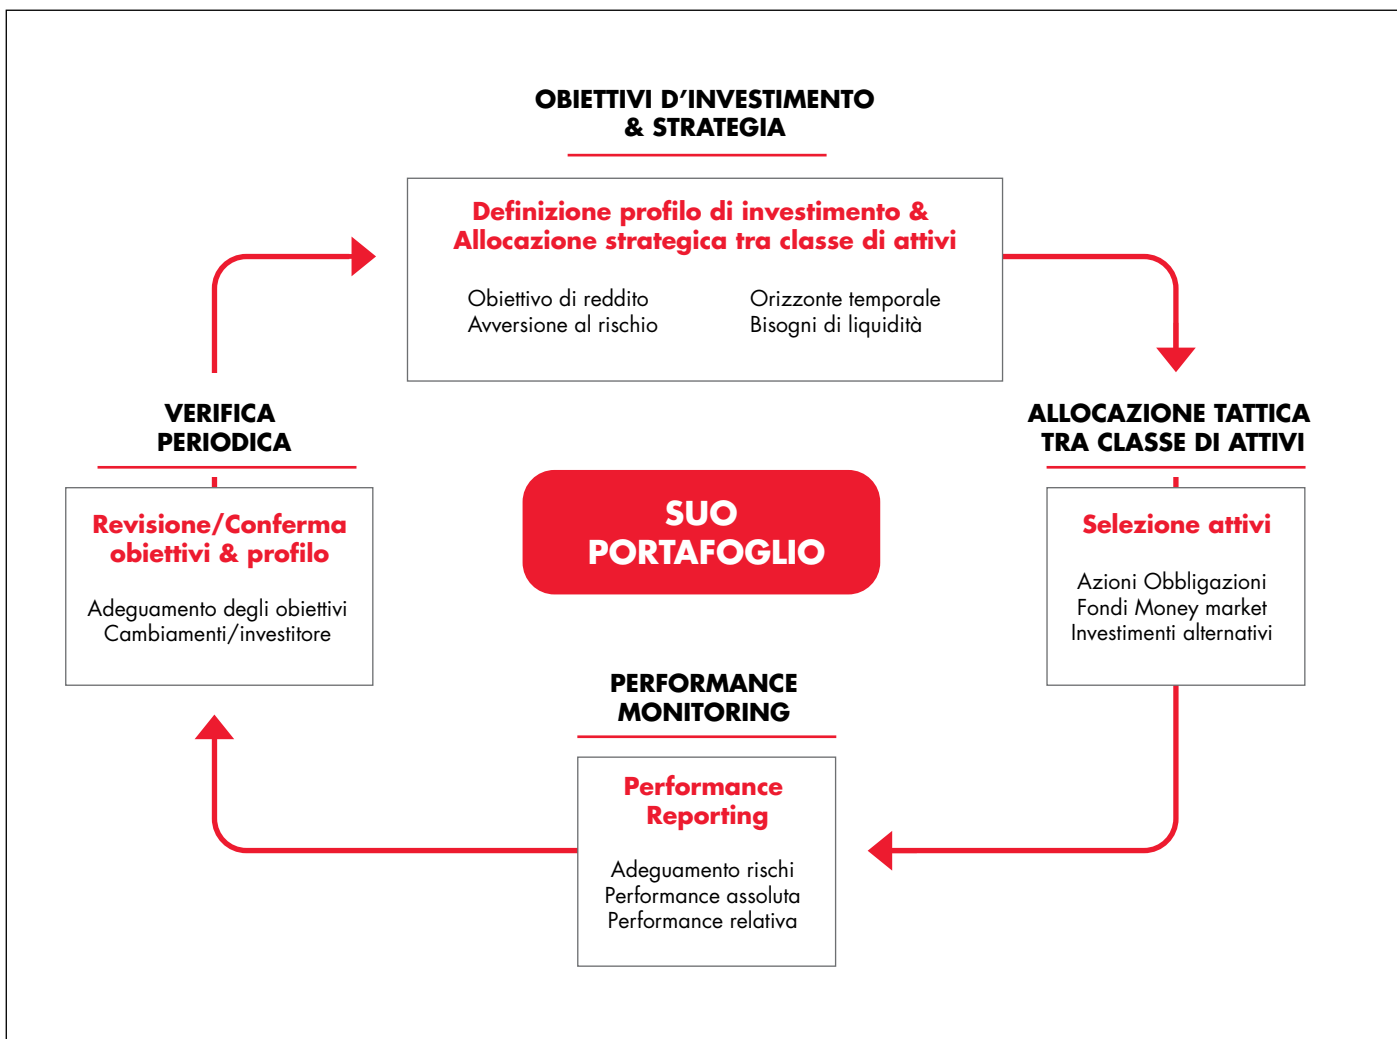 OBIETTIVI D’INVESTIMENTO
& STRATEGIA
Definizione profilo di investimento &
Allocazione strategica tra classe di attivi
Obiettivo di reddito
Avversione al rischio
Orizzonte temporale
Bisogni di liquidità
ALLOCAZIONE TATTICA
TRA CLASSE DI ATTIVI
Selezione attivi
Azioni Obbligazioni
Fondi Money market
Investimenti alternativi
PERFORMANCE
MONITORING
Performance
Reporting
Adeguamento rischi
Performance assoluta
Performance relativa
VERIFICA
PERIODICA
Revisione/Conferma
obiettivi & profilo
Adeguamento degli obiettivi
Cambiamenti/investitore
SUO
PORTAFOGLIO